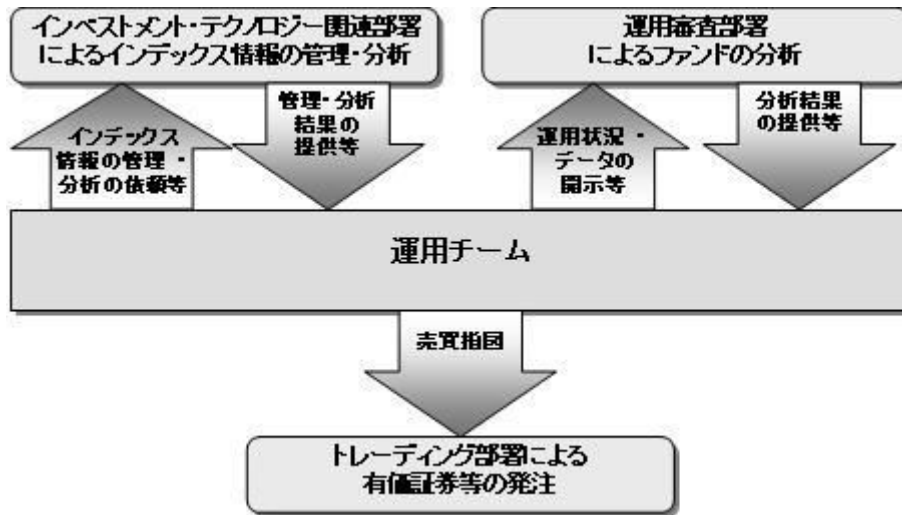 インベストメント・テクノロジー関連部署
によるインデックス情報の管理・分析
運用審査部署
によるファンドの分析
インデックス
情報の管理・
分析の依頼等
管理・分析
結果の
提供等
運用状況・
データの
開示等
分析結果
の提供等
運用チーム
売買指図
トレーディング部署による
有価証券等の発注